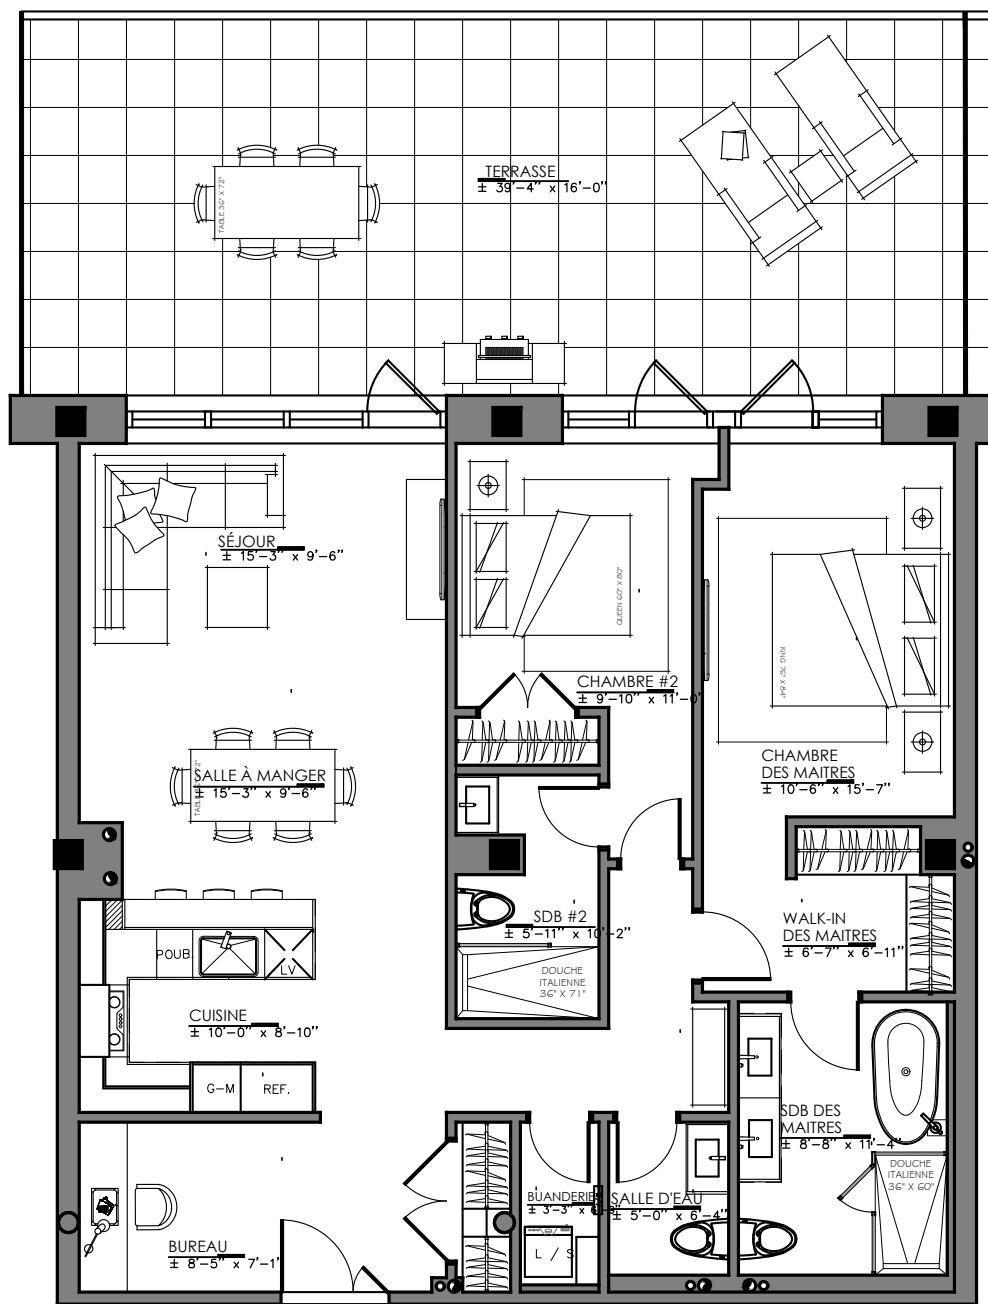 TERRASSE
± 39'-4" x 16'-0"
TABLE 36" X 72"
SÉJOUR
± 15'-3" x 9'-6"
QUEEN 60" X 80"
CHAMBRE #2
± 9'-10" x 11'-0"
KING 76" X 84"
CHAMBRE
DES MAITRES
± 10'-6" x 15'-7"
SALLE À MANGER
± 15'-3" x 9'-6"
SDB #2
± 5'-11" x 10'-2"
WALK-IN
DES MAITRES
± 6'-7" x 6'-11"
POUB.
LV
DOUCHE
ITALIENNE
36" X 71"
CUISINE
± 10'-0" x 8'-10"
G-M
REF.
SDB DES
MAITRES
± 8'-8" x 11'-4"
DOUCHE
ITALIENNE
36" X 60"
BUANDERIE
± 3'-3" x
SALLE D'EAU
± 5'-0" x 6'-4"
BUREAU
± 8'-5" x 7'-1"
L / S